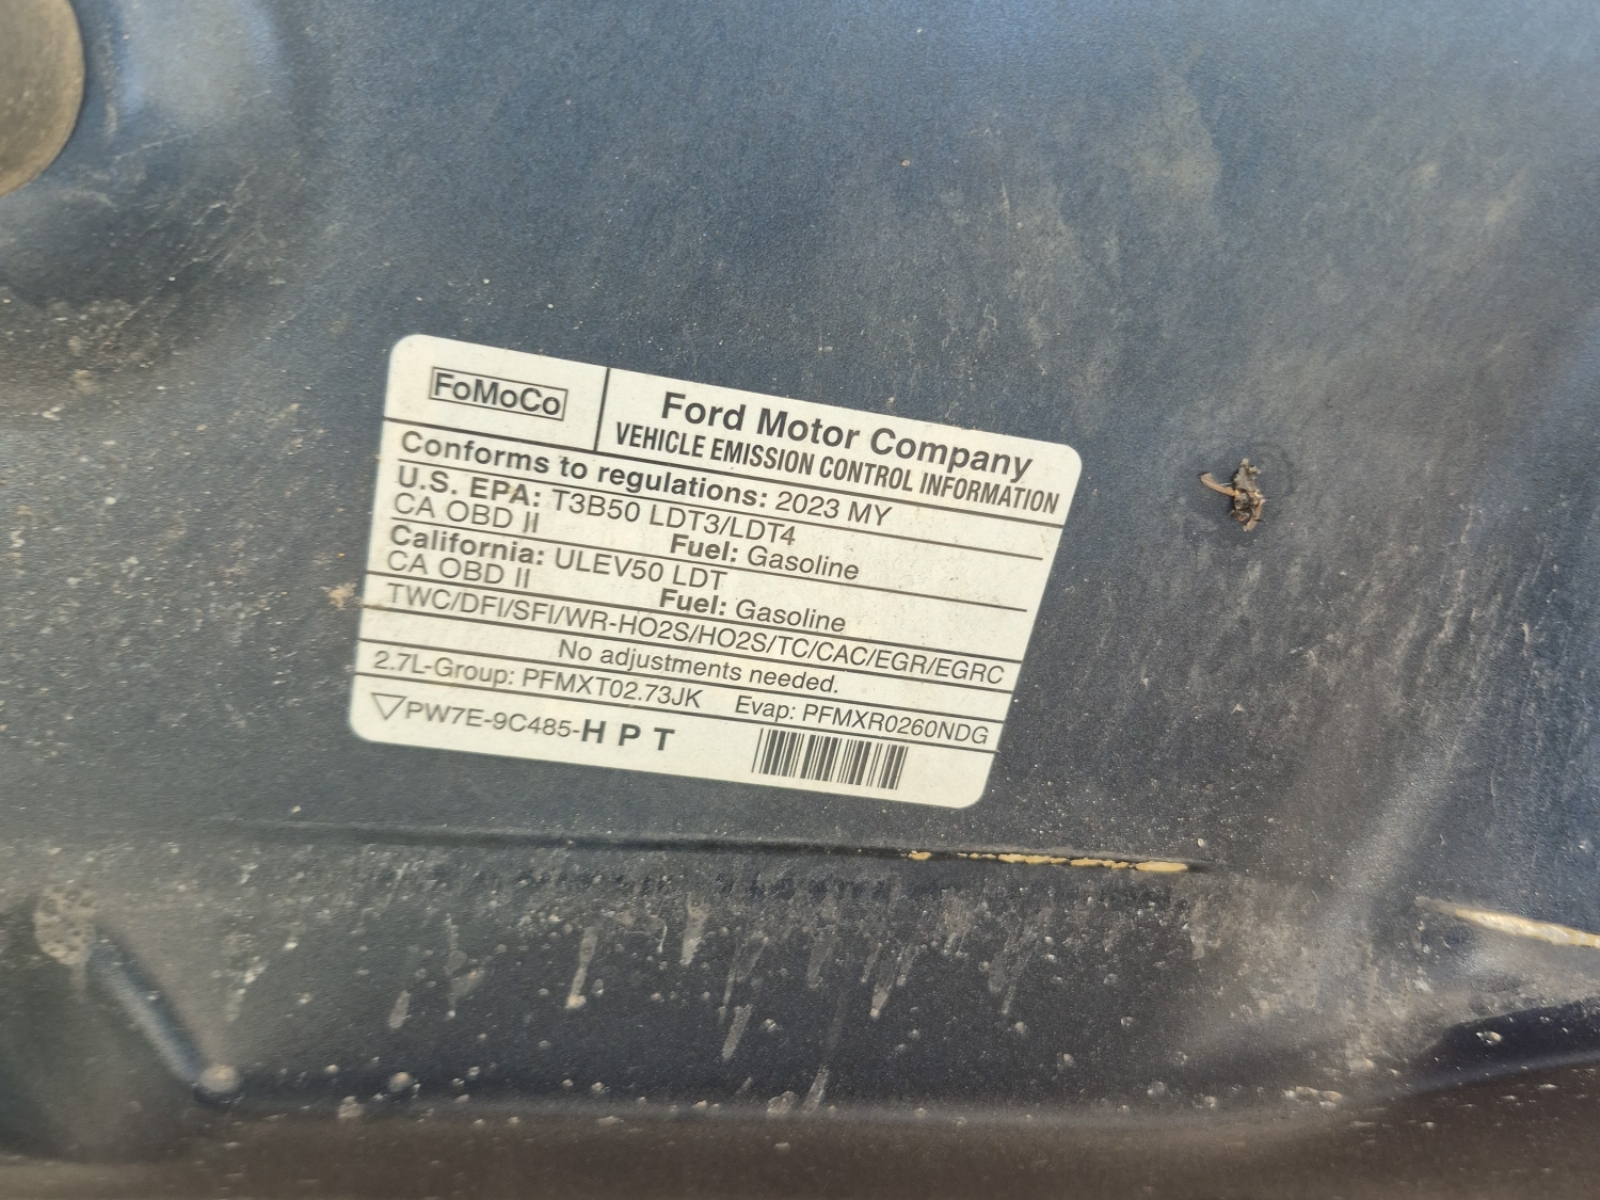 FoMoCo
Ford Motor Company
VEHICLE EMISSION CONTROL INFORMATION
Conforms to regulations: 2023 MY
U.S. EPA: T3B50 LDT3/LDT4
CA OBD II Fuel: Gasoline
California: ULEV50 LDT
CA OBD II Fuel: Gasoline
TWC/DFI/SFI/WR-HO2S/HO2S/TC/CAC/EGR/EGRC
No adjustments needed.
2.7L-Group: PFMXT02.73JK Evap: PFMXR0260NDG
PW7E-9C485-H P T